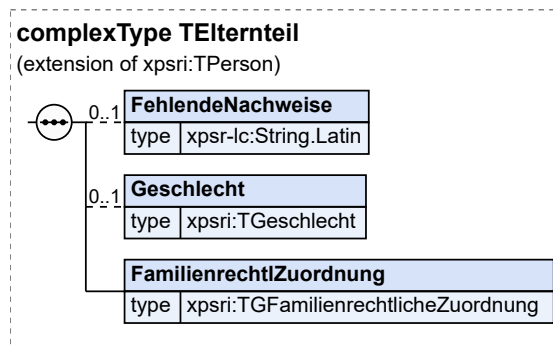 complexType TElternteil
(extension of xpsri:TPerson)
0..1
FehlendeNachweise
type xpsr-lc:String.Latin
0..1
Geschlecht
type xpsri:TGeschlecht
FamilienrechtlZuordnung
type xpsri:TGFamilienrechtlicheZuordnung